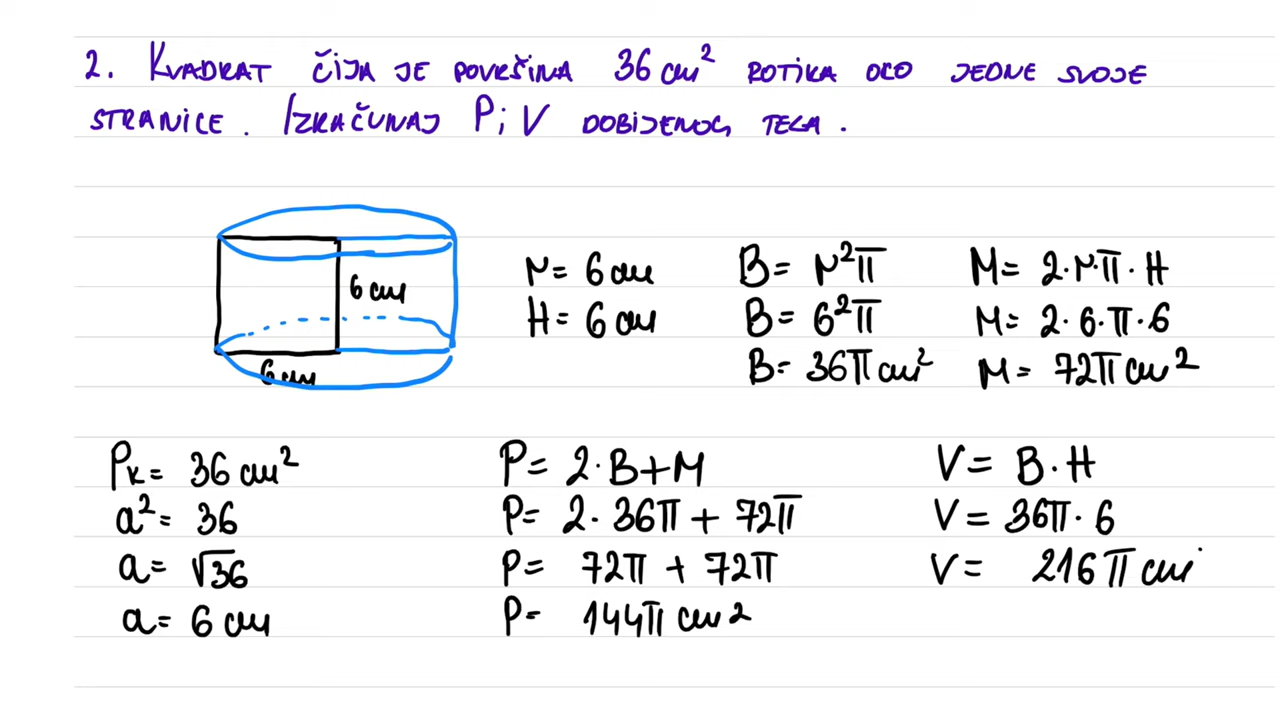 2. KVADRAT ČIJA JE POVRŠINA 36 cm² ROTIRA OKO JEDNE SVOJE
STRANICE. IZRAČUNAJ P i V DOBIJENOG TELA.
6 cm
6 cm
r = 6 cm
H = 6 cm
B = r²π
B = 6²π
B = 36π cm²
M = 2·r·π·H
M = 2·6·π·6
M = 72π cm²
Pk = 36 cm²
a² = 36
a = √36
a = 6 cm
P = 2·B+M
P = 2·36π + 72π
P = 72π + 72π
P = 144π cm²
V = B·H
V = 36π·6
V = 216π cm